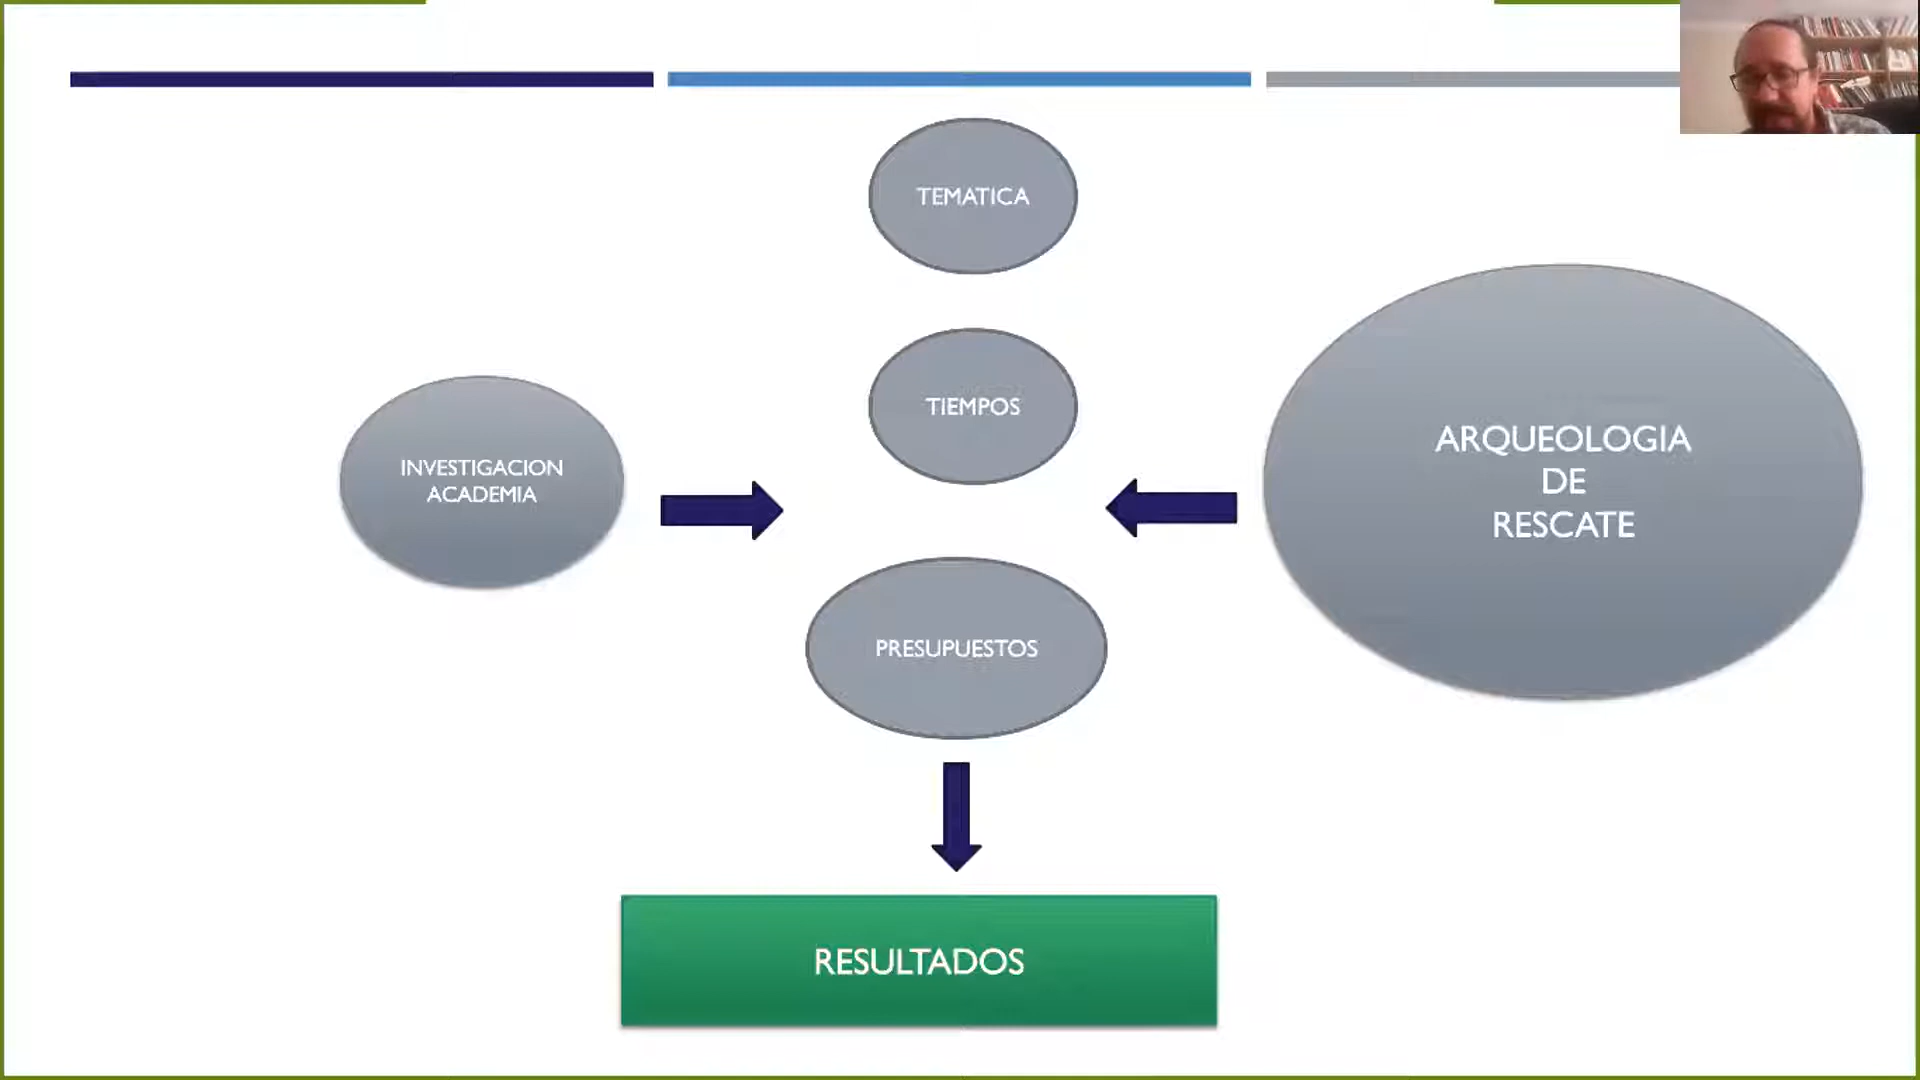 TEMATICA
TIEMPOS
INVESTIGACION
ACADEMIA
ARQUEOLOGIA
DE
RESCATE
PRESUPUESTOS
RESULTADOS